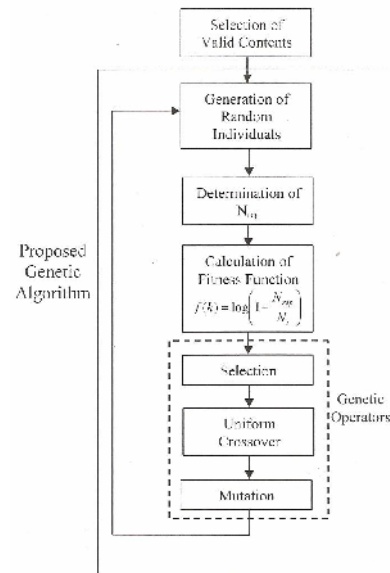 Selection of
Valid Contents
Generation of
Random
Individuals
Determination of
Proposed
Genetic
Algorithm
Calculation of
Fitness Function
f(k) = log
Selection
Genetic
Operators
Uniform
Crossover
Mutation